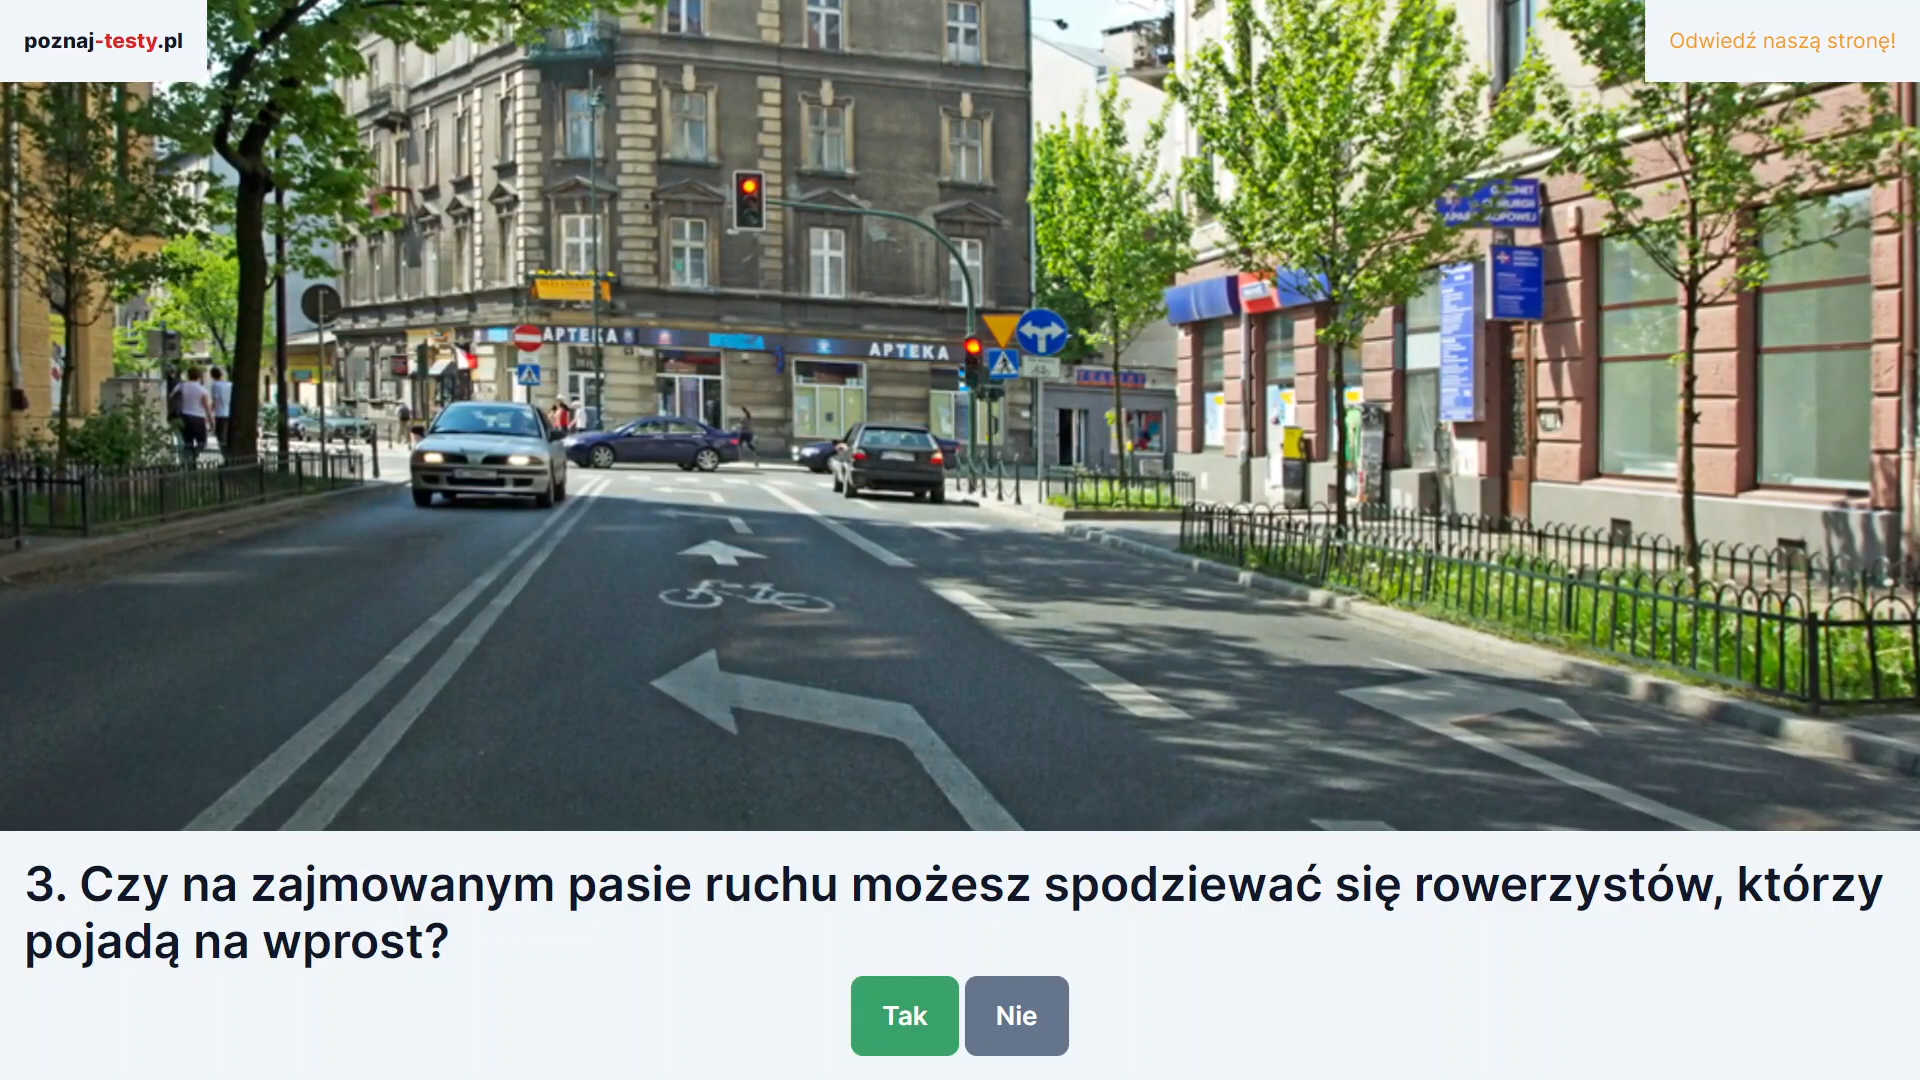 poznaj-testy.pl
Odwiedź naszą stronę!
APTEKA
APTEKA
3. Czy na zajmowanym pasie ruchu możesz spodziewać się rowerzystów, którzy
pojadą na wprost?
Tak
Nie